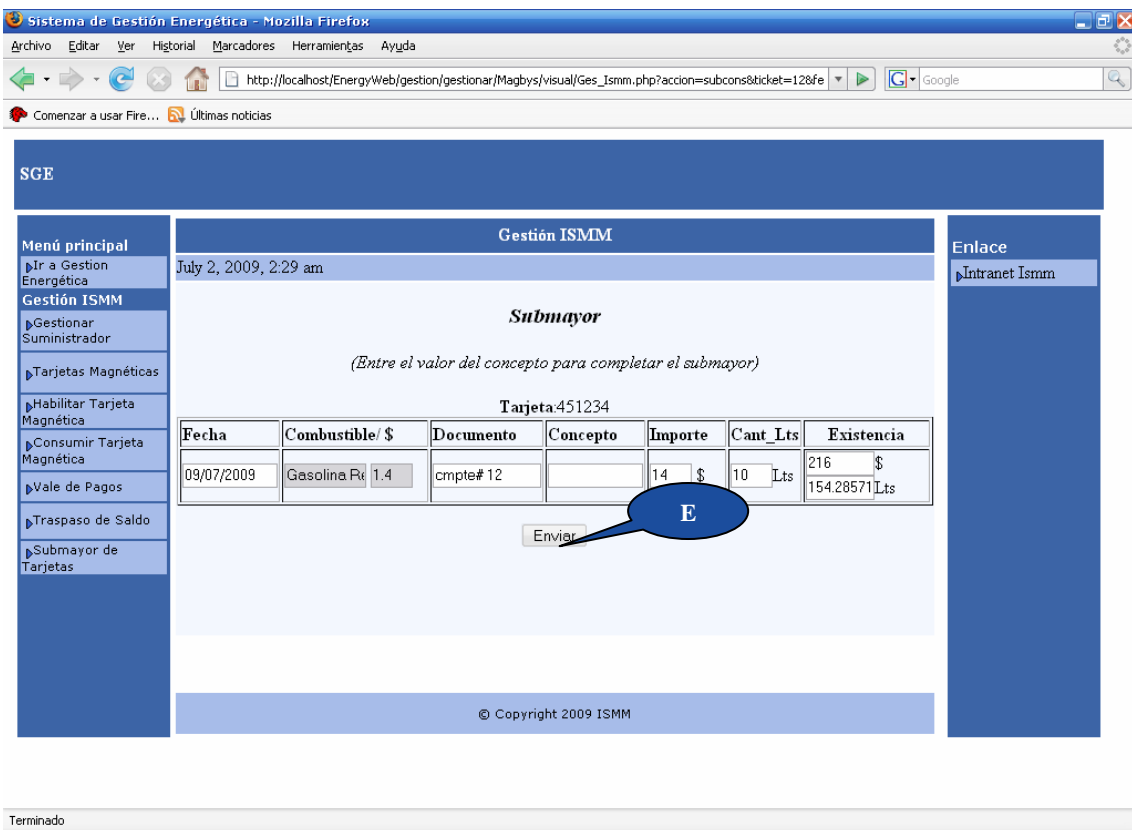 Sistema de Gestión Energética - Mozilla Firefox
Archivo Editar Ver Historial Marcadores Herramientas Ayuda
http://localhost/EnergyWeb/gestion/gestionar/Magbys/visual/Ges_Ismm.php?accion=subcons&ticket=12&fe
G Google
Comenzar a usar Fire... Últimas noticias
SGE
Menú principal
Ir a Gestion
Energética
Gestión ISMM
Gestionar
Suministrador
Tarjetas Magnéticas
Habilitar Tarjeta
Magnética
Consumir Tarjeta
Magnética
Vale de Pagos
Traspaso de Saldo
Submayor de
Tarjetas
Gestión ISMM
July 2, 2009, 2:29 am
Submayor
(Entre el valor del concepto para completar el submayor)
Tarjeta:451234
Fecha Combustible/ $ Documento Concepto Importe Cant_Lts Existencia
09/07/2009 Gasolina Re 1.4 cmpte# 12 14 $ 10 Lts 216 $
154.28571 Lts
E
Enviar
Enlace
Intranet Ismm
© Copyright 2009 ISMM
Terminado